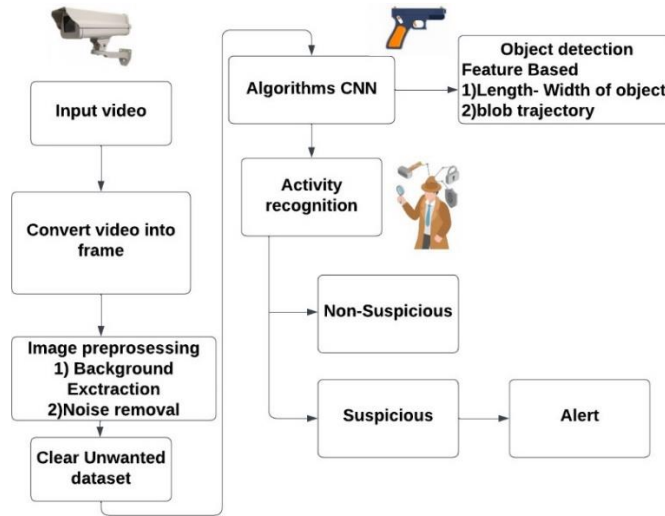 Input video
Convert video into
frame
Image preprosessing
1) Background
Exctraction
2)Noise removal
Clear Unwanted
dataset
Algorithms CNN
Object detection
Feature Based
1)Length- Width of object
2)blob trajectory
Activity
recognition
Non-Suspicious
Suspicious
Alert